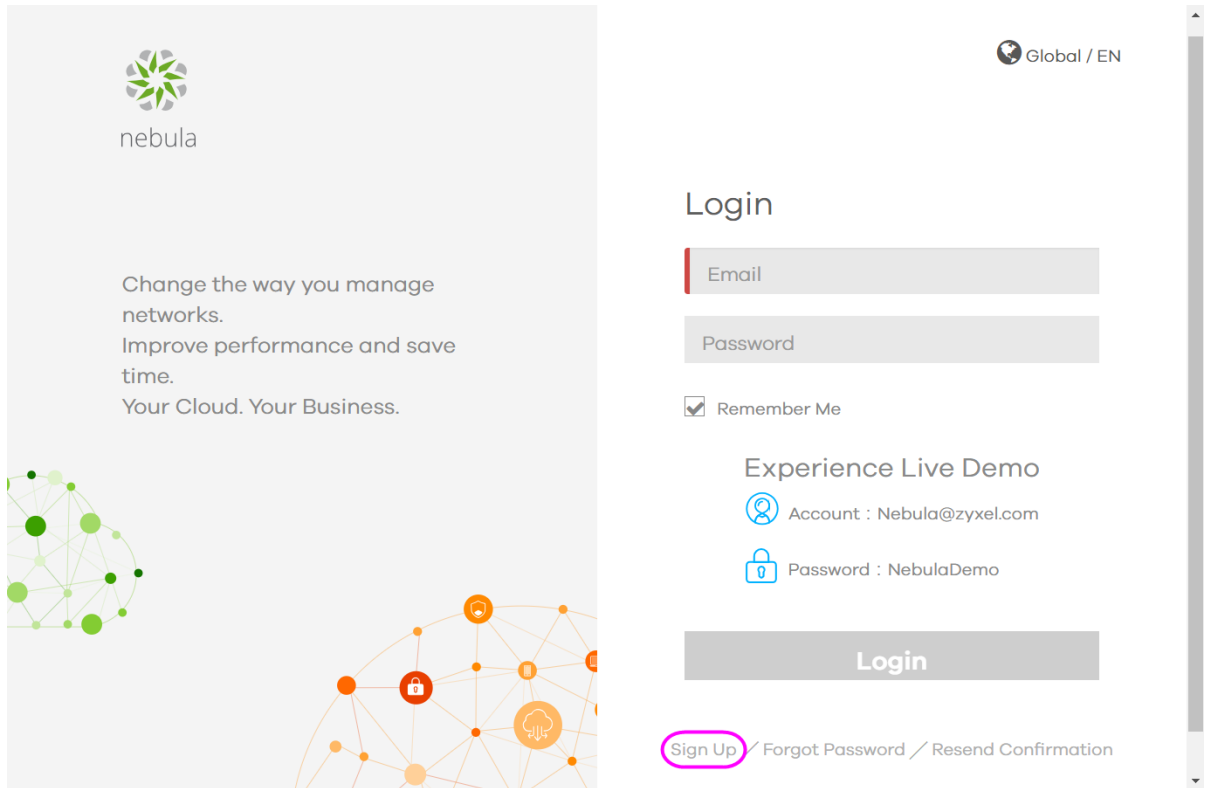 nebula
Change the way you manage
networks.
Improve performance and save
time.
Your Cloud. Your Business.
Global / EN
Login
Email
Password
Remember Me
Experience Live Demo
Account : Nebula@zyxel.com
Password : NebulaDemo
Login
Sign Up / Forgot Password / Resend Confirmation